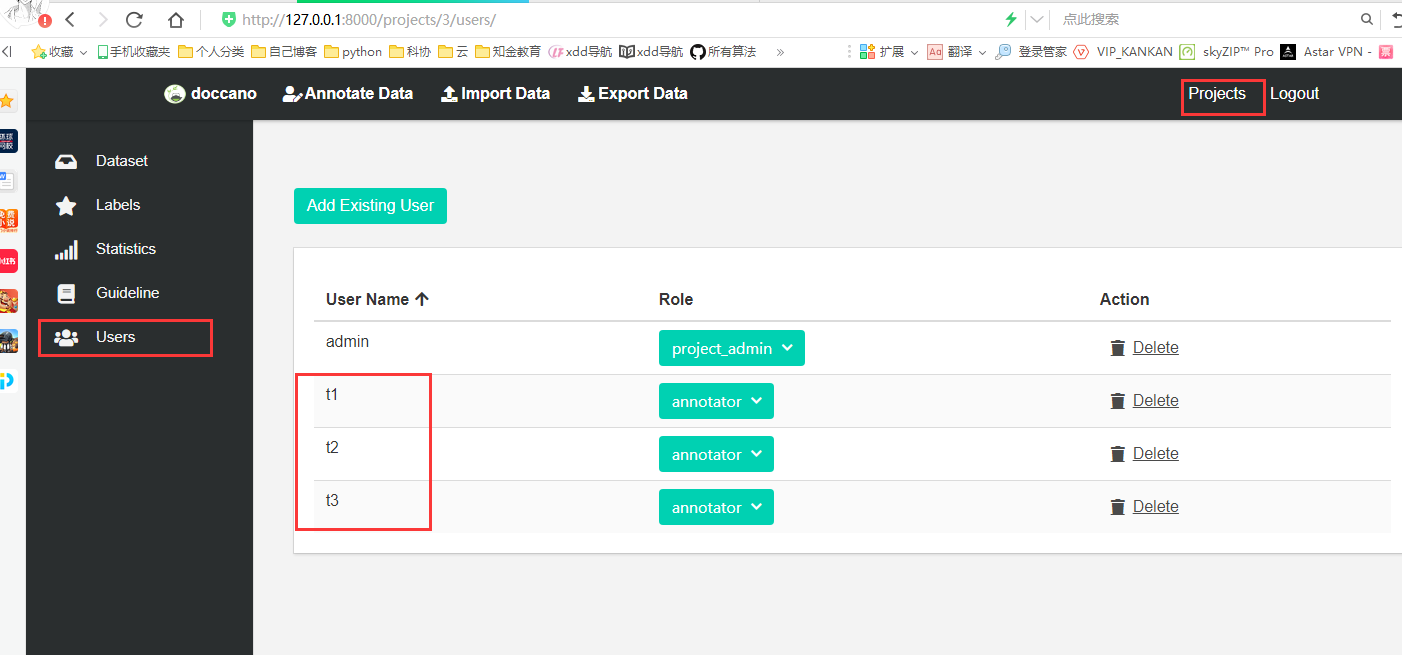 http://127.0.0.1:8000/projects/3/users/ 点此搜索
收藏 手机收藏夹 个人分类 自己博客 python 科协 云 知金教育 xdd导航 xdd导航 所有算法 » 扩展 Aa 翻译 登录管家 VIP_KANKAN skyZIP™ Pro Astar VPN - 票
doccano Annotate Data Import Data Export Data Projects Logout
Dataset
Labels
Statistics
Guideline
Users
Add Existing User
User Name Role Action
admin project_admin Delete
t1 annotator Delete
t2 annotator Delete
t3 annotator Delete